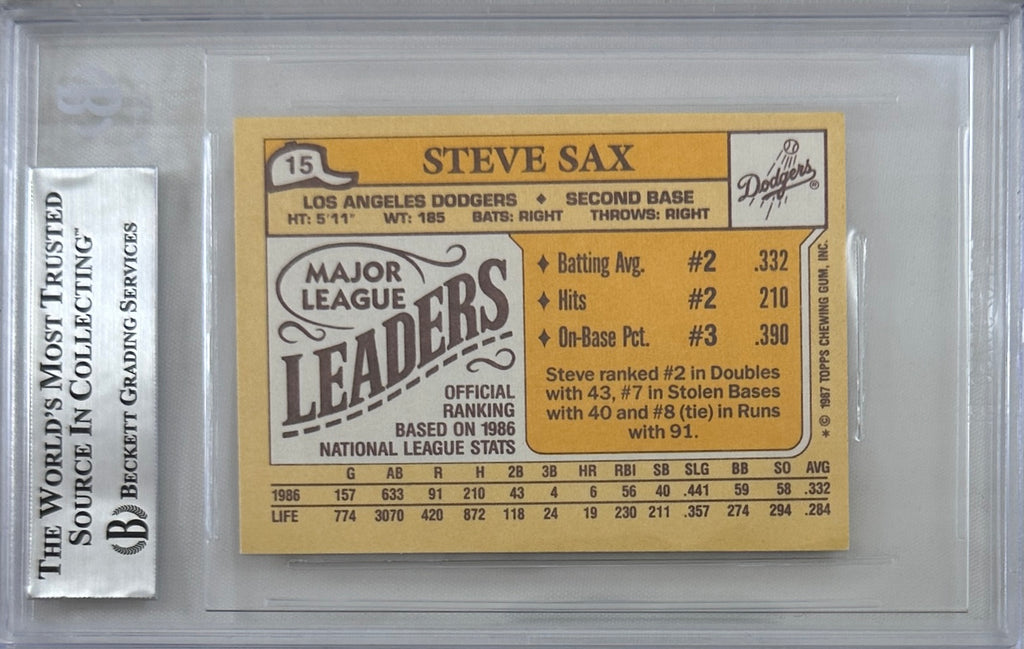 THE WORLD'S MOST TRUSTED
SOURCE IN COLLECTING™
B BECKETT GRADING SERVICES
15
STEVE SAX
Dodgers®
LOS ANGELES DODGERS ♦ SECOND BASE
HT: 5'11" WT: 185 BATS: RIGHT THROWS: RIGHT
MAJOR
LEAGUE
LEADERS
OFFICIAL
RANKING
BASED ON 1986
NATIONAL LEAGUE STATS
♦ Batting Avg. #2 .332
♦ Hits #2 210
♦ On-Base Pct. #3 .390
Steve ranked #2 in Doubles
with 43, #7 in Stolen Bases
with 40 and #8 (tie) in Runs
with 91.
* © 1987 TOPPS CHEWING GUM, INC.
G AB R H 2B 3B HR RBI SB SLG BB SO AVG
1986 157 633 91 210 43 4 6 56 40 .441 59 58 .332
LIFE 774 3070 420 872 118 24 19 230 211 .357 274 294 .284